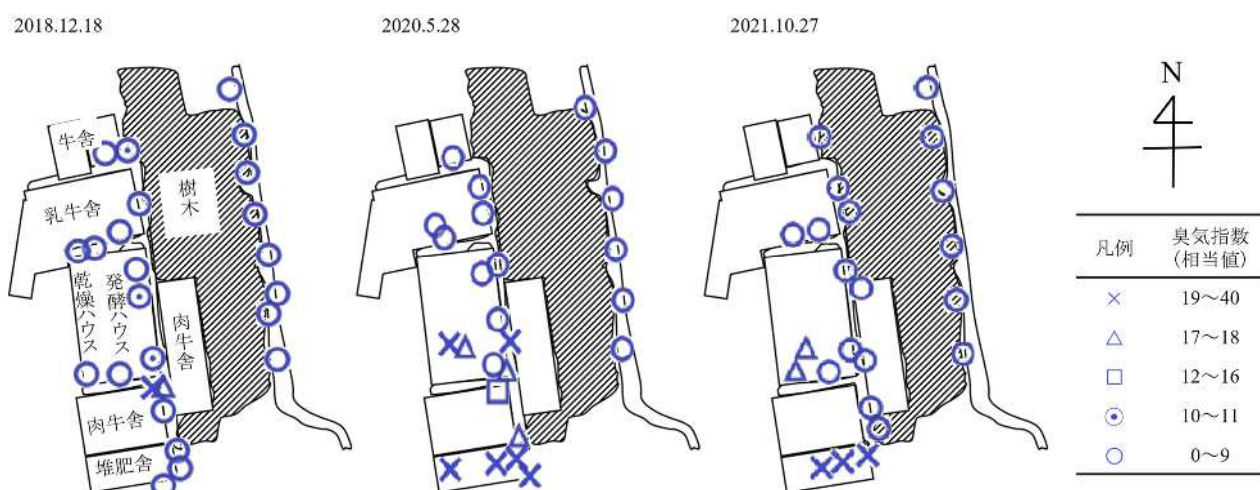 2018.12.18
2020.5.28
2021.10.27
N
牛舎
樹木
乳牛舎
乾燥ハウス
発酵ハウス
肉牛舎
肉牛舎
堆肥舎
凡例 臭気指数
(相当値)
× 19～40
△ 17～18
□ 12～16
⦿ 10～11
○ 0～9